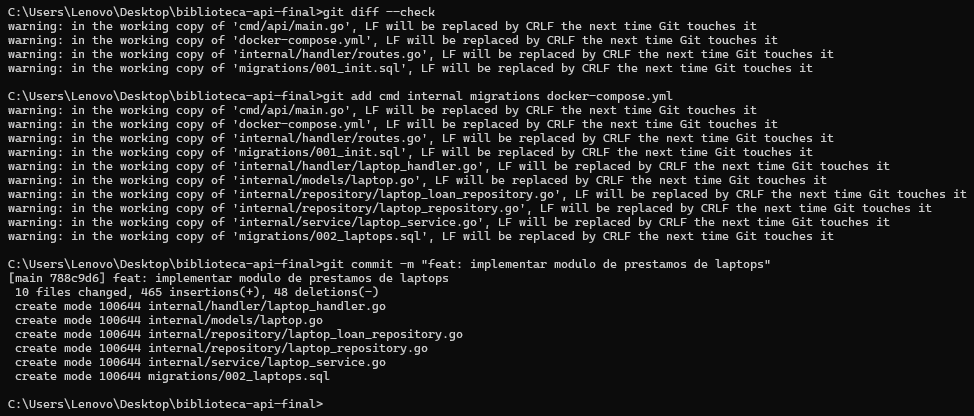 C:\Users\Lenovo\Desktop\biblioteca-api-final>git diff --check
warning: in the working copy of 'cmd/api/main.go', LF will be replaced by CRLF the next time Git touches it
warning: in the working copy of 'docker-compose.yml', LF will be replaced by CRLF the next time Git touches it
warning: in the working copy of 'internal/handler/routes.go', LF will be replaced by CRLF the next time Git touches it
warning: in the working copy of 'migrations/001_init.sql', LF will be replaced by CRLF the next time Git touches it
C:\Users\Lenovo\Desktop\biblioteca-api-final>git add cmd internal migrations docker-compose.yml
warning: in the working copy of 'cmd/api/main.go', LF will be replaced by CRLF the next time Git touches it
warning: in the working copy of 'docker-compose.yml', LF will be replaced by CRLF the next time Git touches it
warning: in the working copy of 'internal/handler/routes.go', LF will be replaced by CRLF the next time Git touches it
warning: in the working copy of 'migrations/001_init.sql', LF will be replaced by CRLF the next time Git touches it
warning: in the working copy of 'internal/handler/laptop_handler.go', LF will be replaced by CRLF the next time Git touches it
warning: in the working copy of 'internal/models/laptop.go', LF will be replaced by CRLF the next time Git touches it
warning: in the working copy of 'internal/repository/laptop_loan_repository.go', LF will be replaced by CRLF the next time Git touches it
warning: in the working copy of 'internal/repository/laptop_repository.go', LF will be replaced by CRLF the next time Git touches it
warning: in the working copy of 'internal/service/laptop_service.go', LF will be replaced by CRLF the next time Git touches it
warning: in the working copy of 'migrations/002_laptops.sql', LF will be replaced by CRLF the next time Git touches it
C:\Users\Lenovo\Desktop\biblioteca-api-final>git commit -m "feat: implementar modulo de prestamos de laptops"
[main 788c9d6] feat: implementar modulo de prestamos de laptops
 10 files changed, 465 insertions(+), 48 deletions(-)
 create mode 100644 internal/handler/laptop_handler.go
 create mode 100644 internal/models/laptop.go
 create mode 100644 internal/repository/laptop_loan_repository.go
 create mode 100644 internal/repository/laptop_repository.go
 create mode 100644 internal/service/laptop_service.go
 create mode 100644 migrations/002_laptops.sql
C:\Users\Lenovo\Desktop\biblioteca-api-final>